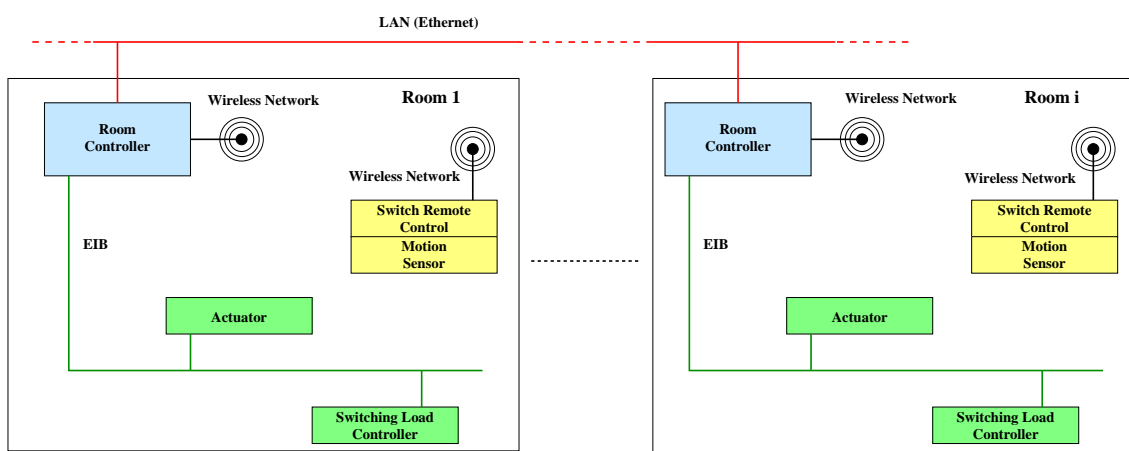 LAN (Ethernet)
Room 1
Wireless Network
Room
Controller
Wireless Network
Switch Remote
Control
Motion
Sensor
EIB
Actuator
Switching Load
Controller
Room i
Wireless Network
Room
Controller
Wireless Network
Switch Remote
Control
Motion
Sensor
EIB
Actuator
Switching Load
Controller